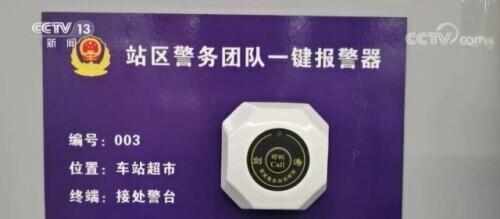 CCTV 13
新闻
CCTV.com
站区警务团队一键报警器
编号：003
位置：车站超市
终端：接处警台
呼叫
Call